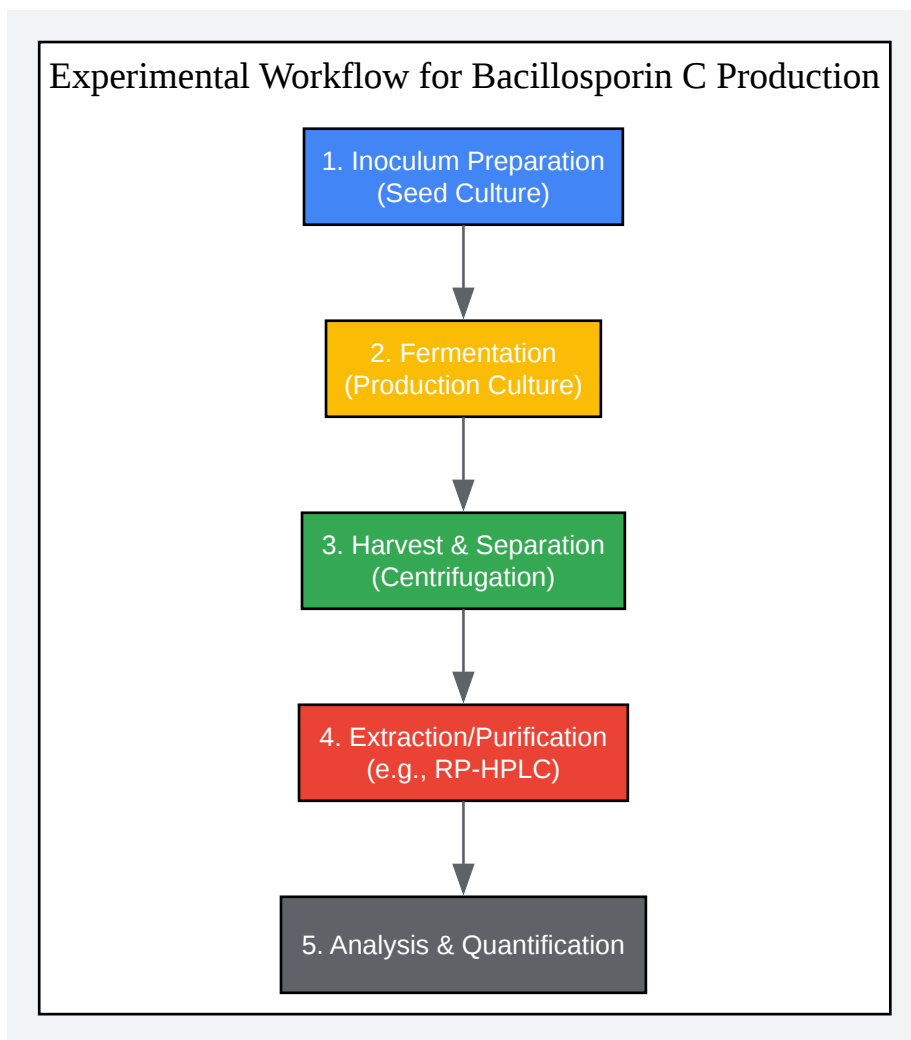 Experimental Workflow for Bacillosporin C Production
1. Inoculum Preparation
(Seed Culture)
2. Fermentation
(Production Culture)
3. Harvest & Separation
(Centrifugation)
4. Extraction/Purification
(e.g., RP-HPLC)
5. Analysis & Quantification